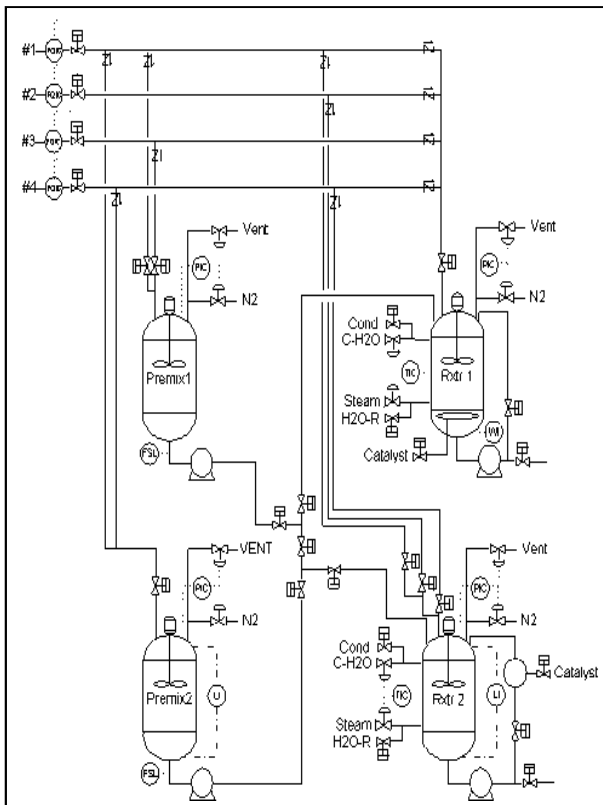 #1
#2
#3
#4
Vent
PIC
N2
Premix1
FSL
Vent
PIC
N2
Cond
C-H2O
Rxtr 1
TIC
Steam
H2O-R
WI
Catalyst
VENT
PIC
N2
Premix2
LI
FSL
Vent
PIC
N2
Cond
C-H2O
Catalyst
TIC
Rxtr 2
LI
Steam
H2O-R